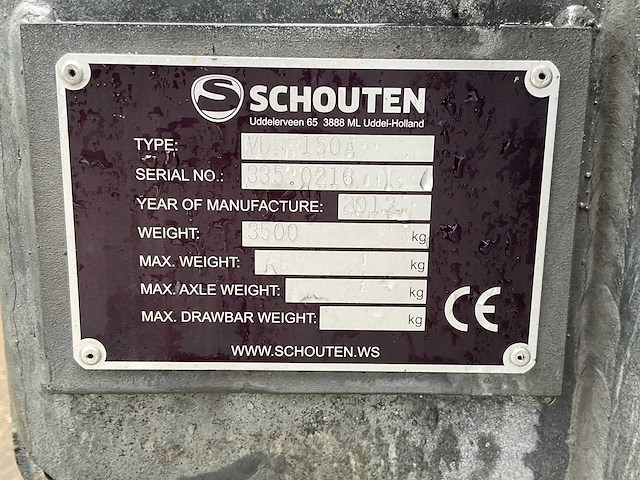 SCHOUTEN
Uddelerveen 65 3888 ML Uddel-Holland
TYPE: 150A
SERIAL NO.:
YEAR OF MANUFACTURE:
WEIGHT: 3500 kg
MAX. WEIGHT: kg
MAX. AXLE WEIGHT: kg
MAX. DRAWBAR WEIGHT: kg
CE
WWW.SCHOUTEN.WS